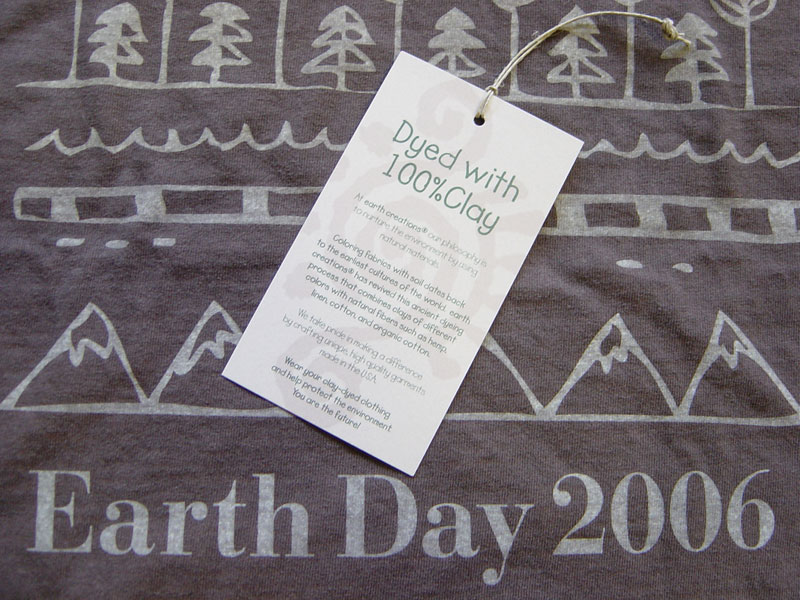 Dyed with
100%Clay
At earth creations® our philosophy is
to nurture the environment by using
natural materials.
Coloring fabrics with soil dates back
to the earliest cultures of the world. earth
creations® has revived this ancient dyeing
process that combines clays of different
colors with natural fibers such as hemp,
linen, cotton, and organic cotton.
We take pride in making a difference
by crafting unique, high quality garments
made in the U.S.A.
Wear your clay-dyed clothing
and help protect the environment
You are the future!
Earth Day 2006